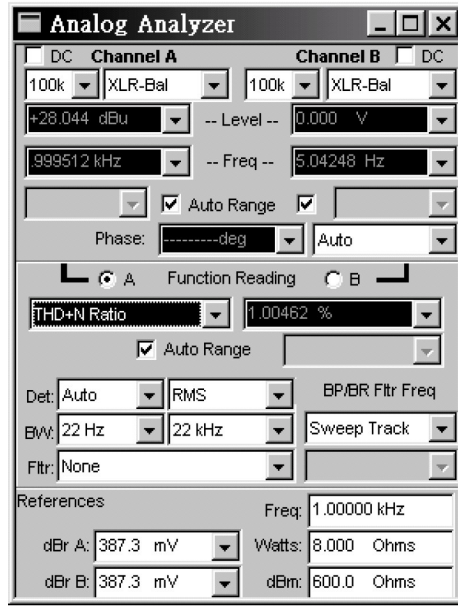 Analog Analyzer
DC Channel A Channel B DC
100k XLR-Bal 100k XLR-Bal
+28.044 dBu -- Level -- 0.000 V
.999512 kHz -- Freq -- 5.04248 Hz
Auto Range
Phase: ---------deg Auto
A Function Reading B
THD+N Ratio 1.00462 %
Auto Range
Det: Auto RMS BP/BR Fltr Freq
BW: 22 Hz 22 kHz Sweep Track
Fltr: None
References Freq: 1.00000 kHz
dBr A: 387.3 mV Watts: 8.000 Ohms
dBr B: 387.3 mV dBm: 600.0 Ohms